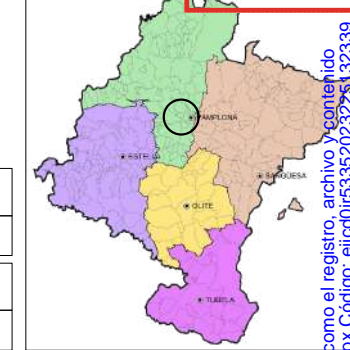 PAMPLONA
ESTELLA
SANGÜESA
OLITE
TUDELA
como el registro, archivo y contenido